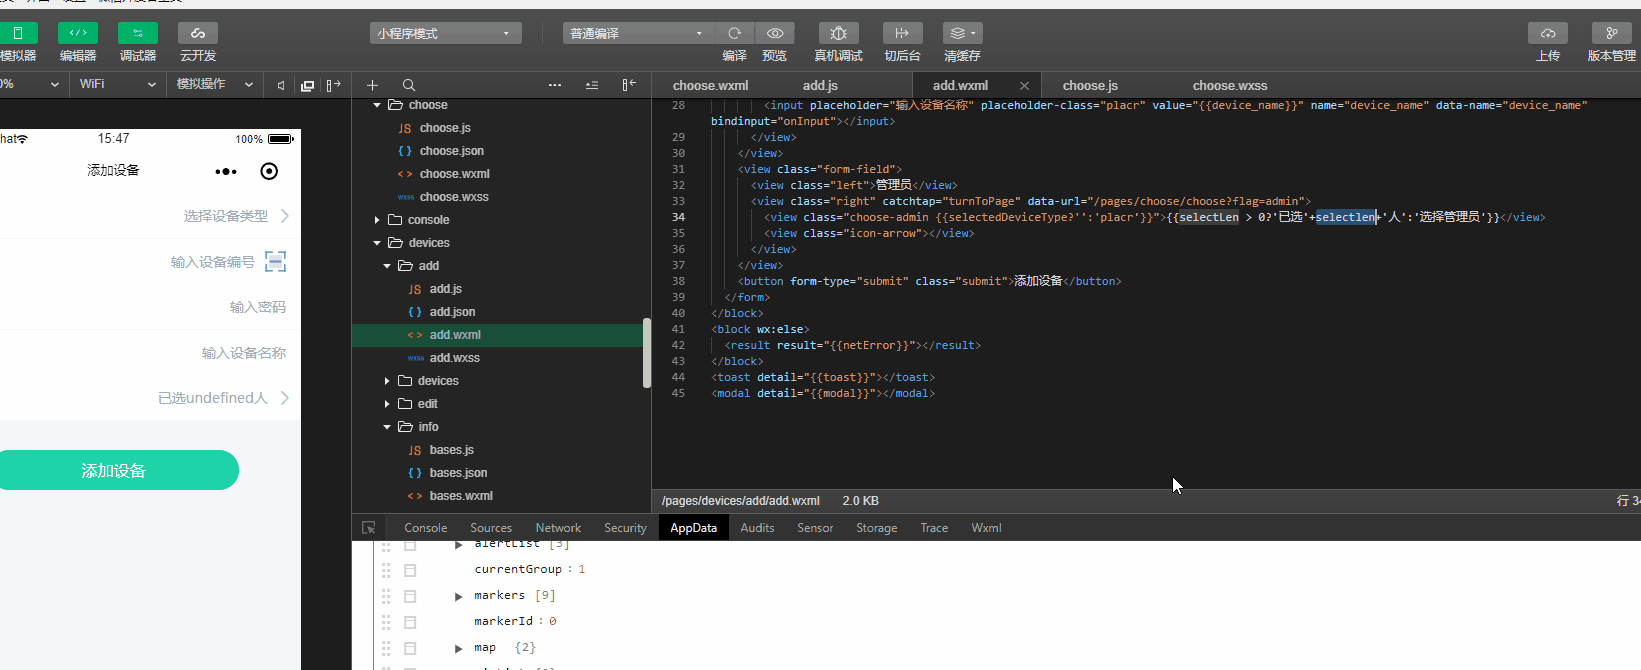 模拟器 编辑器 调试器 云开发 小程序模式 普通编译 编译 预览 真机调试 切后台 清缓存 上传 版本管理
0% WiFi 模拟操作
choose.wxml add.js add.wxml choose.js choose.wxss
hat 15:47 100%
添加设备
选择设备类型
输入设备编号
输入密码
输入设备名称
已选undefined人
添加设备
choose
choose.js
choose.json
choose.wxml
choose.wxss
console
devices
add
add.js
add.json
add.wxml
add.wxss
devices
edit
info
bases.js
bases.json
bases.wxml
28 <input placeholder="输入设备名称" placeholder-class="placr" value="{{device_name}}" name="device_name" data-name="device_name"
bindinput="onInput"></input>
29 </view>
30 </view>
31 <view class="form-field">
32 <view class="left">管理员</view>
33 <view class="right" catchtap="turnToPage" data-url="/pages/choose/choose?flag=admin">
34 <view class="choose-admin {{selectedDeviceType?'':'placr'}}">{{selectLen > 0?'已选'+selectlen+'人':'选择管理员'}}</view>
35 <view class="icon-arrow"></view>
36 </view>
37 </view>
38 <button form-type="submit" class="submit">添加设备</button>
39 </form>
40 </block>
41 <block wx:else>
42 <result result="{{netError}}"></result>
43 </block>
44 <toast detail="{{toast}}"></toast>
45 <modal detail="{{modal}}"></modal>
/pages/devices/add/add.wxml 2.0 KB 行 34
Console Sources Network Security AppData Audits Sensor Storage Trace Wxml
alertList [3]
currentGroup : 1
markers [9]
markerId : 0
map {2}